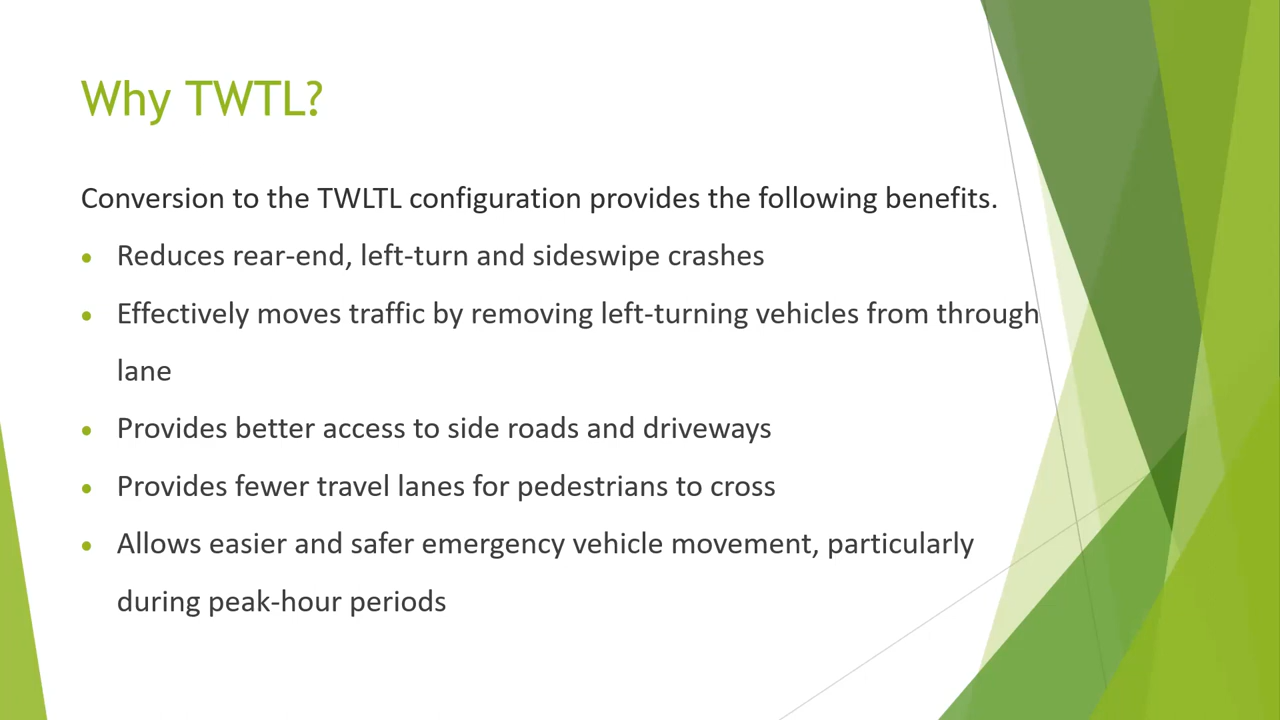 Why TWTL?
Conversion to the TWLTL configuration provides the following benefits.
• Reduces rear-end, left-turn and sideswipe crashes
• Effectively moves traffic by removing left-turning vehicles from through
lane
• Provides better access to side roads and driveways
• Provides fewer travel lanes for pedestrians to cross
• Allows easier and safer emergency vehicle movement, particularly
during peak-hour periods